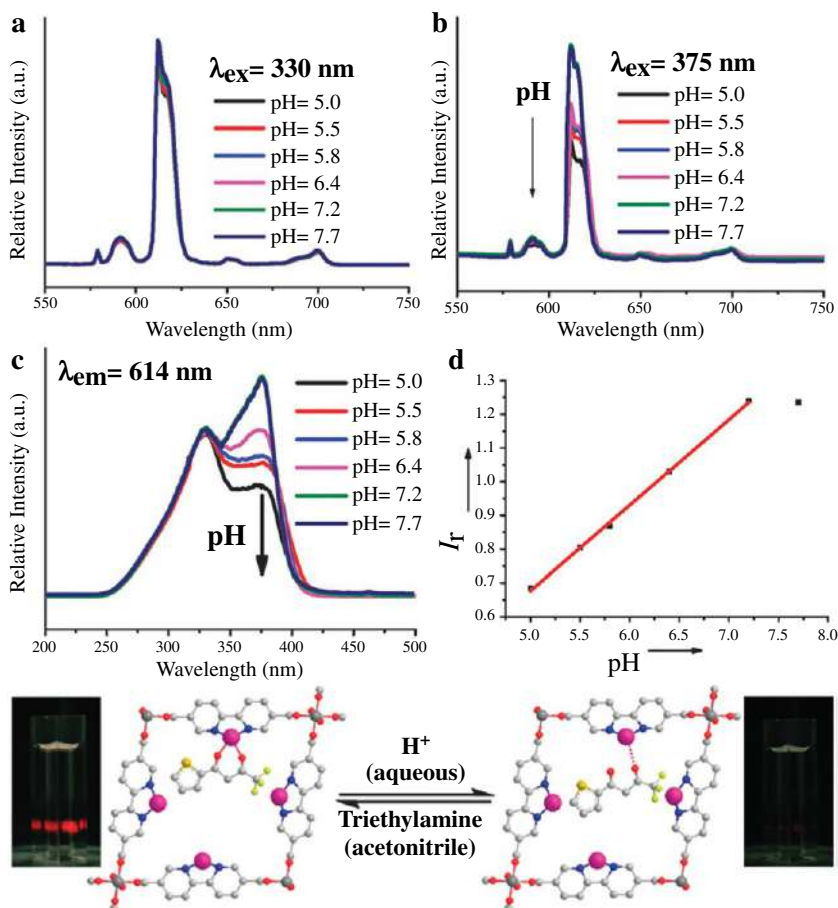 a
λex= 330 nm
pH= 5.0
pH= 5.5
pH= 5.8
pH= 6.4
pH= 7.2
pH= 7.7
Relative Intensity (a.u.)
550 600 650 700 750
Wavelength (nm)
b
λex= 375 nm
pH
pH= 5.0
pH= 5.5
pH= 5.8
pH= 6.4
pH= 7.2
pH= 7.7
Relative Intensity (a.u.)
550 600 650 700 750
Wavelength (nm)
c
λem= 614 nm
pH= 5.0
pH= 5.5
pH= 5.8
pH= 6.4
pH= 7.2
pH= 7.7
pH
Relative Intensity (a.u.)
200 250 300 350 400 450 500
Wavelength (nm)
d
1.3
1.2
1.1
1.0
0.9
0.8
0.7
0.6
Ir
5.0 5.5 6.0 6.5 7.0 7.5 8.0
pH
H+
(aqueous)
Triethylamine
(acetonitrile)